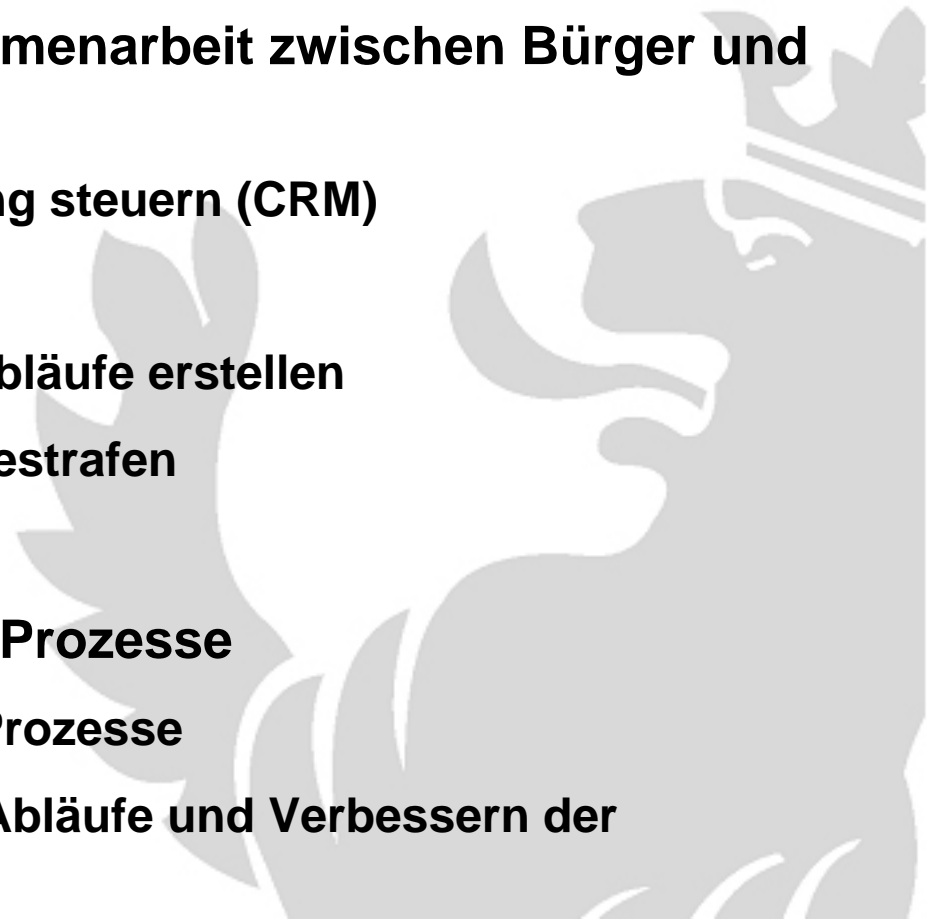 menarbeit zwischen Bürger und
ng steuern (CRM)
bläufe erstellen
estrafen
Prozesse
Prozesse
Abläufe und Verbessern der